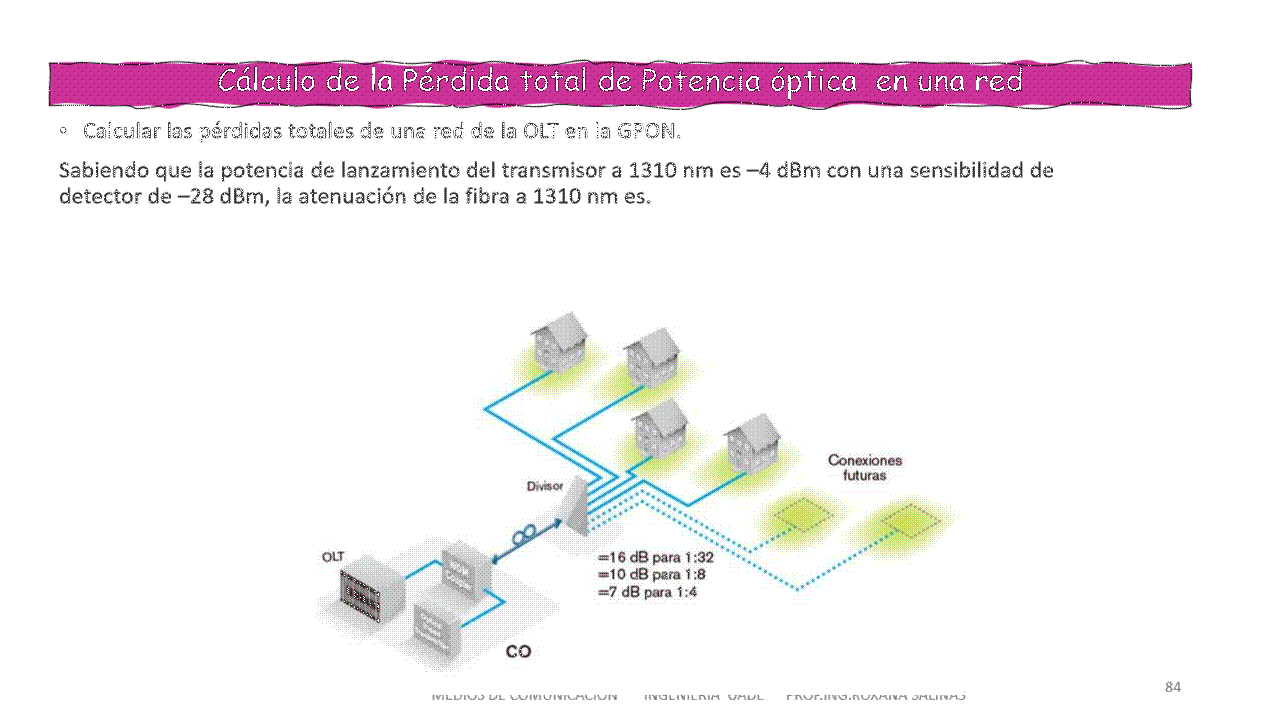 Cálculo de la Pérdida total de Potencia óptica en una red
• Calcular las pérdidas totales de una red de la OLT en la GPON.
Sabiendo que la potencia de lanzamiento del transmisor a 1310 nm es –4 dBm con una sensibilidad de
detector de –28 dBm, la atenuación de la fibra a 1310 nm es.
Conexiones
futuras
Divisor
OLT
=16 dB para 1:32
=10 dB para 1:8
=7 dB para 1:4
CO
MEDIOS DE COMUNICACIÓN INGENIERIA UADE PROF.ING.ROXANA SALINAS
84